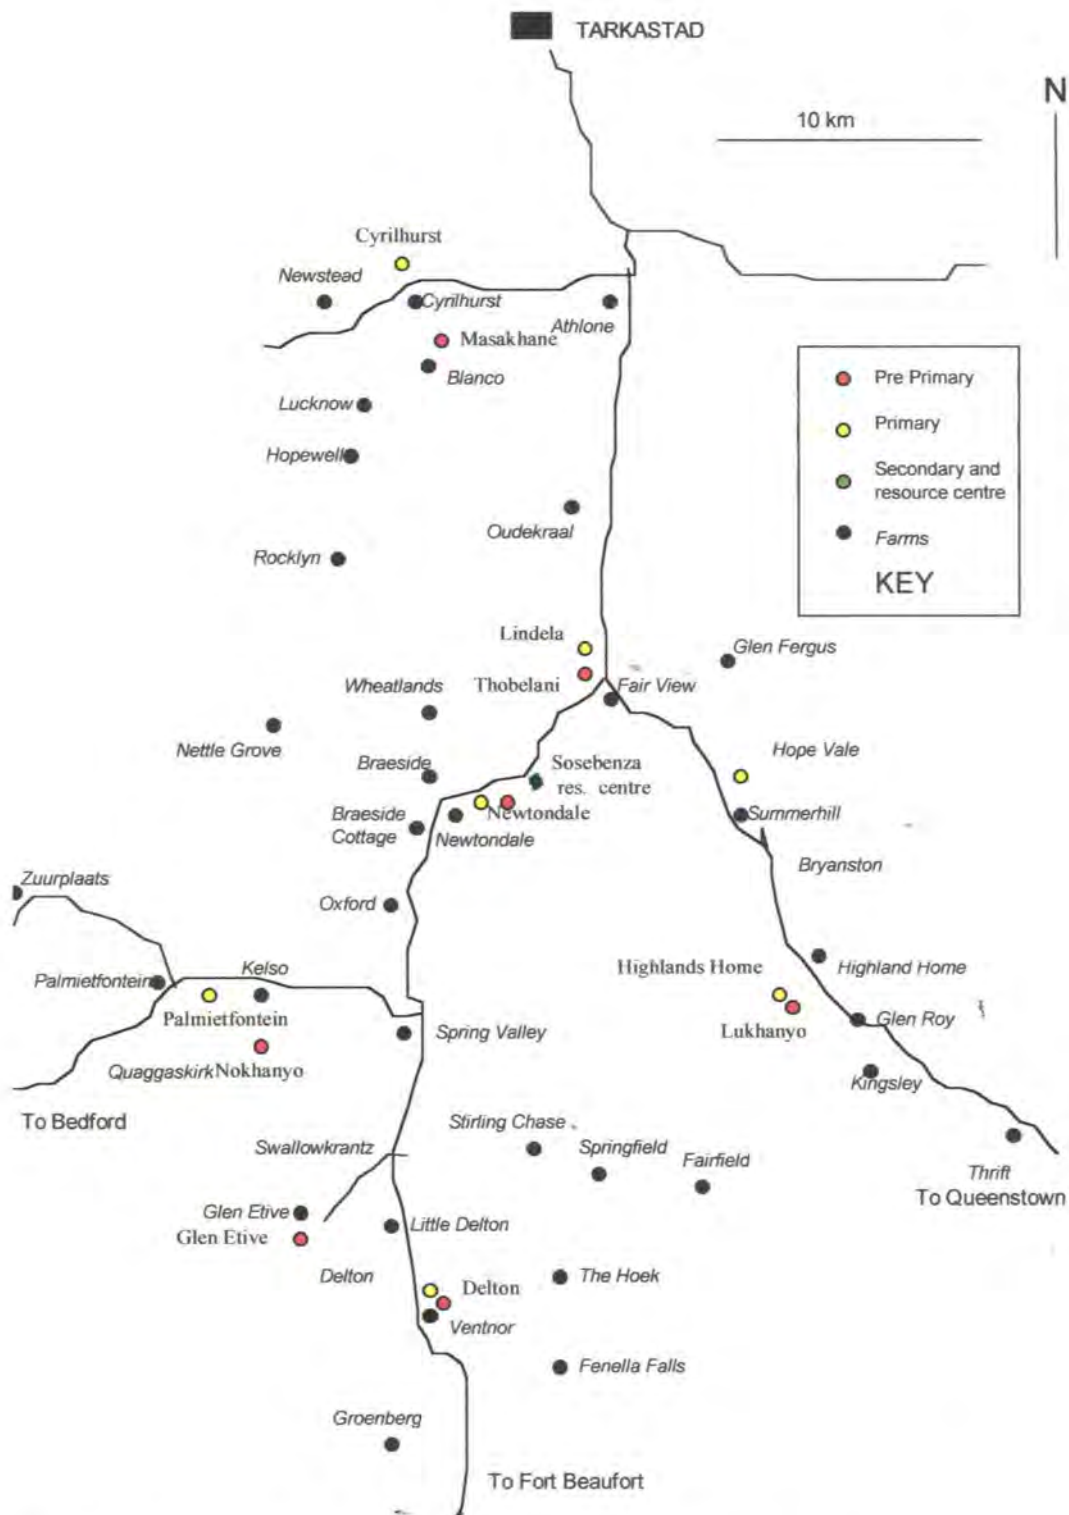 TARKASTAD
N
10 km
Cyrilhurst
Newstead
Cyrilhurst
Athlone
Masakhane
Blanco
Lucknow
Hopewell
Oudekraal
Rocklyn
Pre Primary
Primary
Secondary and
resource centre
Farms
KEY
Lindela
Glen Fergus
Thobelani
Fair View
Wheatlands
Nettle Grove
Hope Vale
Braeside
Sosebenza
res. centre
Newtondale
Summerhill
Braeside
Cottage
Newtondale
Bryanston
Zuurplaats
Oxford
Kelso
Highlands Home
Highland Home
Palmietfontein
Palmietfontein
Lukhanyo
Glen Roy
Spring Valley
Quaggaskirk
Nokhanyo
Kingsley
To Bedford
Stirling Chase
Swallowkrantz
Springfield
Fairfield
Thrift
To Queenstown
Glen Etive
Little Delton
Glen Etive
Delton
The Hoek
Delton
Ventnor
Fenella Falls
Groenberg
To Fort Beaufort